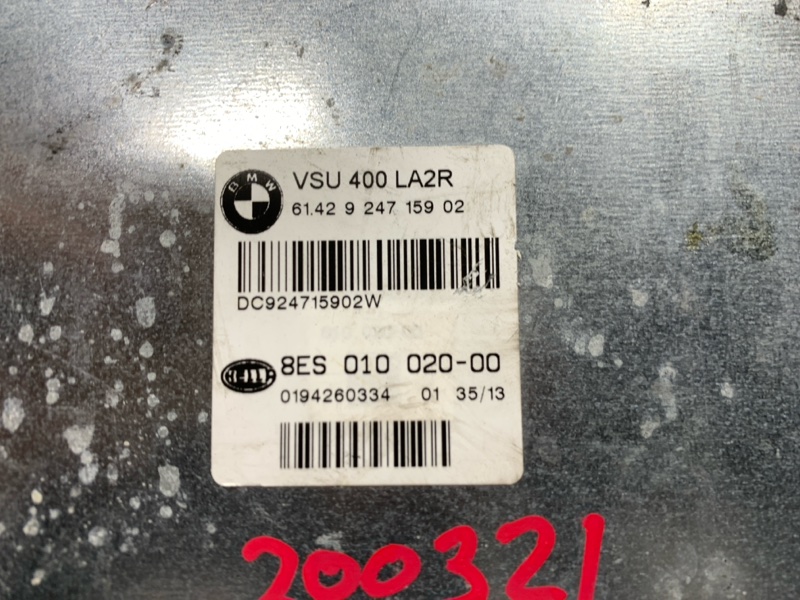 BMW
VSU 400 LA2R
61.42 9 247 159 02
DC924715902W
8ES 010 020-00
0194260334 01 35/13
200321